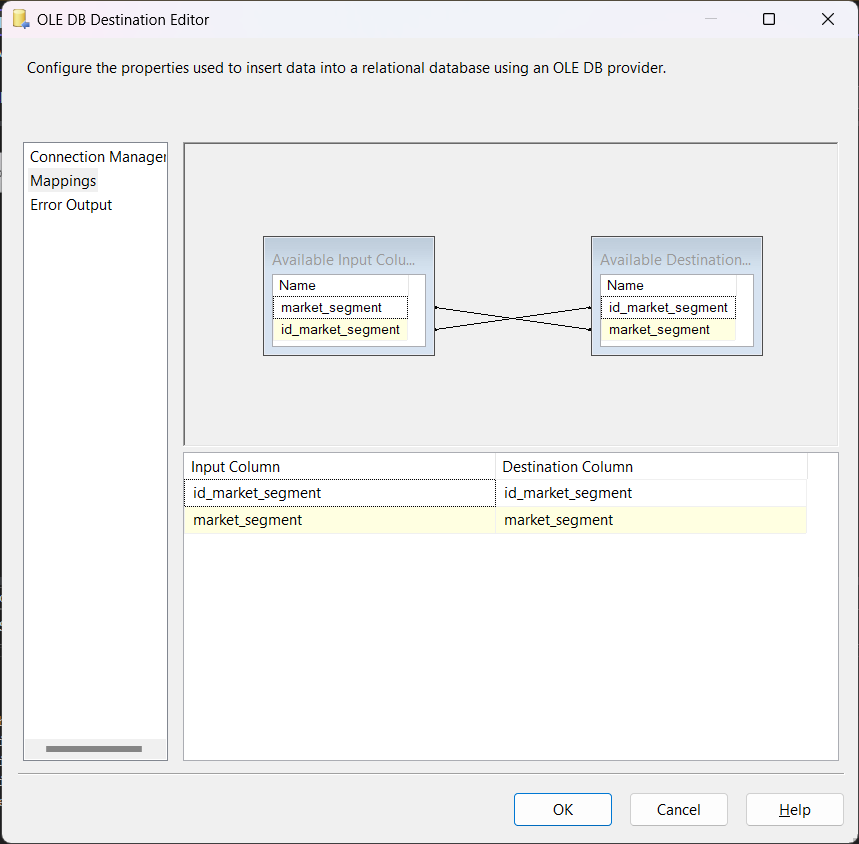 OLE DB Destination Editor
Configure the properties used to insert data into a relational database using an OLE DB provider.
Connection Manager
Mappings
Error Output
Available Input Colu...
Name
market_segment
id_market_segment
Available Destination...
Name
id_market_segment
market_segment
Input Column Destination Column
id_market_segment id_market_segment
market_segment market_segment
OK Cancel Help